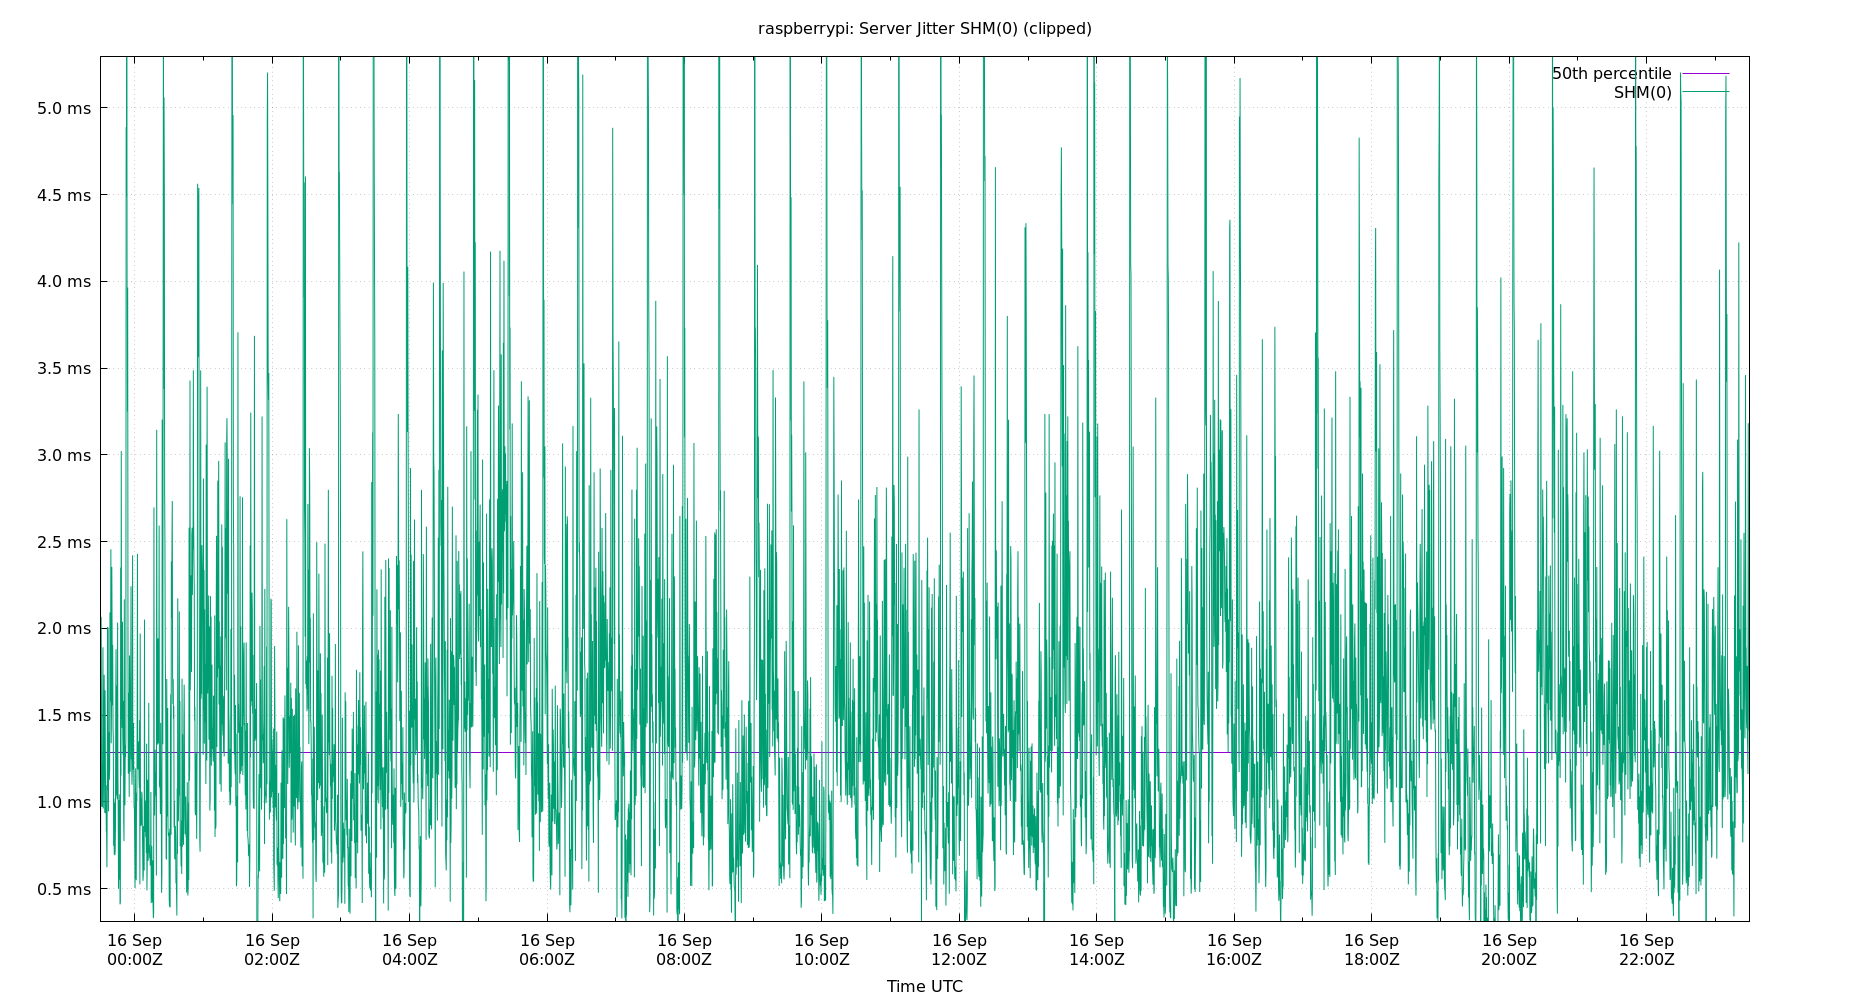 raspberrypi: Server Jitter SHM(0) (clipped)
50th percentile
SHM(0)
5.0 ms
4.5 ms
4.0 ms
3.5 ms
3.0 ms
2.5 ms
2.0 ms
1.5 ms
1.0 ms
0.5 ms
16 Sep 16 Sep 16 Sep 16 Sep 16 Sep 16 Sep 16 Sep 16 Sep 16 Sep 16 Sep 16 Sep 16 Sep
00:00Z 02:00Z 04:00Z 06:00Z 08:00Z 10:00Z 12:00Z 14:00Z 16:00Z 18:00Z 20:00Z 22:00Z
Time UTC